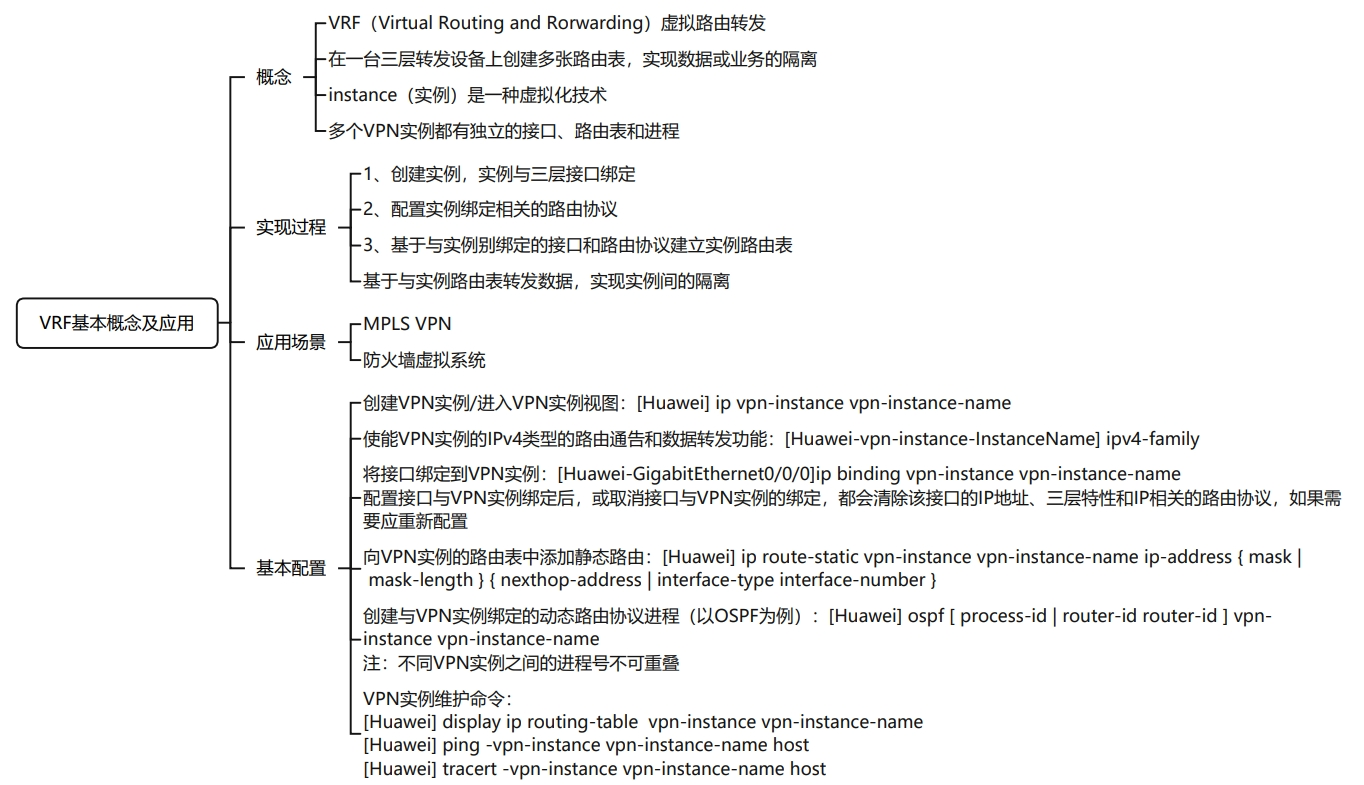 VRF基本概念及应用
概念
VRF（Virtual Routing and Rorwarding）虚拟路由转发
在一台三层转发设备上创建多张路由表，实现数据或业务的隔离
instance（实例）是一种虚拟化技术
多个VPN实例都有独立的接口、路由表和进程
实现过程
1、创建实例，实例与三层接口绑定
2、配置实例绑定相关的路由协议
3、基于与实例别绑定的接口和路由协议建立实例路由表
基于与实例路由表转发数据，实现实例间的隔离
应用场景
MPLS VPN
防火墙虚拟系统
基本配置
创建VPN实例/进入VPN实例视图：[Huawei] ip vpn-instance vpn-instance-name
使能VPN实例的IPv4类型的路由通告和数据转发功能：[Huawei-vpn-instance-InstanceName] ipv4-family
将接口绑定到VPN实例：[Huawei-GigabitEthernet0/0/0]ip binding vpn-instance vpn-instance-name
配置接口与VPN实例绑定后，或取消接口与VPN实例的绑定，都会清除该接口的IP地址、三层特性和IP相关的路由协议，如果需
要应重新配置
向VPN实例的路由表中添加静态路由：[Huawei] ip route-static vpn-instance vpn-instance-name ip-address { mask |
mask-length } { nexthop-address | interface-type interface-number }
创建与VPN实例绑定的动态路由协议进程（以OSPF为例）：[Huawei] ospf [ process-id | router-id router-id ] vpn-
instance vpn-instance-name
注：不同VPN实例之间的进程号不可重叠
VPN实例维护命令：
[Huawei] display ip routing-table  vpn-instance vpn-instance-name
[Huawei] ping -vpn-instance vpn-instance-name host
[Huawei] tracert -vpn-instance vpn-instance-name host